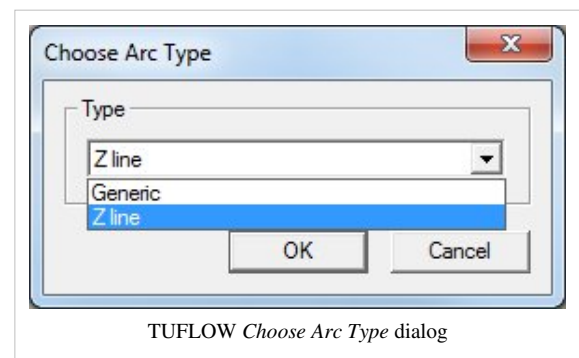 Choose Arc Type
Type
Z line
Generic
Z line
OK Cancel
TUFLOW Choose Arc Type dialog